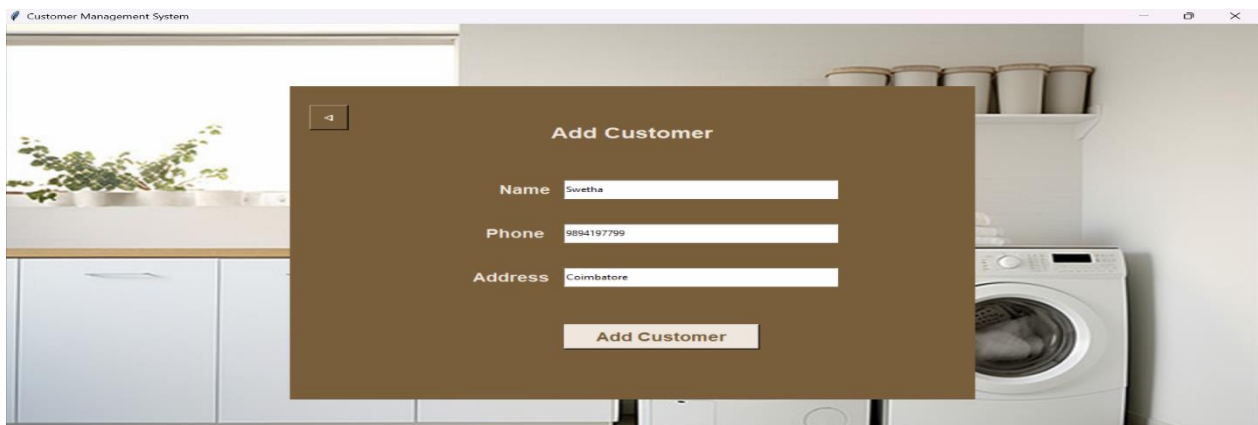 Customer Management System
Add Customer
Name Swetha
Phone 9894197799
Address Coimbatore
Add Customer